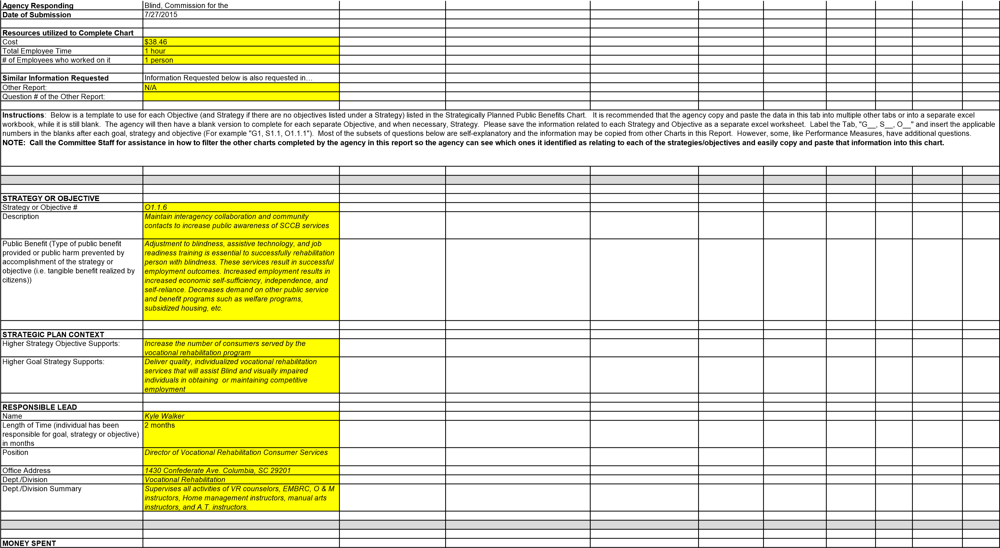 Agency Responding Blind, Commission for the
Date of Submission 7/27/2015
Resources utilized to Complete Chart
Cost $38.46
Total Employee Time 1 hour
# of Employees who worked on it 1 person
Similar Information Requested Information Requested below is also requested in…
Other Report: N/A
Question # of the Other Report:
Instructions:  Below is a template to use for each Objective (and Strategy if there are no objectives listed under a Strategy) listed in the Strategically Planned Public Benefits Chart.   It is recommended that the agency copy and paste the data in this tab into multiple other tabs or into a separate excel
workbook, while it is still blank.  The agency will then have a blank version to complete for each separate Objective, and when necessary, Strategy.  Please save the information related to each Strategy and Objective as a separate excel worksheet.  Label the Tab, "G__, S__, O__" and insert the applicable
numbers in the blanks after each goal, strategy and objective (For example "G1, S1.1, O1.1.1").  Most of the subsets of questions below are self-explanatory and the information may be copied from other Charts in this Report.  However, some, like Performance Measures, have additional questions.
NOTE:  Call the Committee Staff for assistance in how to filter the other charts completed by the agency in this report so the agency can see which ones it identified as relating to each of the strategies/objectives and easily copy and paste that information into this chart.
STRATEGY OR OBJECTIVE
Strategy or Objective # O1.1.6
Description
Maintain interagency collaboration and community
contacts to increase public awareness of SCCB services
Public Benefit (Type of public benefit
provided or public harm prevented by
accomplishment of the strategy or
objective (i.e. tangible benefit realized by
citizens))
Adjustment to blindness, assistive technology, and job
readiness training is essential to successfully rehabilitation
person with blindness. These services result in successful
employment outcomes. Increased employment results in
increased economic self-sufficiency, independence, and
self-reliance. Decreases demand on other public service
and benefit programs such as welfare programs,
subsidized housing, etc.
STRATEGIC PLAN CONTEXT
Higher Strategy Objective Supports:
Increase the number of consumers served by the
vocational rehabilitation program
Higher Goal Strategy Supports:
Deliver quality, individualized vocational rehabilitation
services that will assist Blind and visually impaired
individuals in obtaining  or maintaining competitive
employment
RESPONSIBLE LEAD
Name Kyle Walker
Length of Time (individual has been
responsible for goal, strategy or objective)
in months
2 months
Position Director of Vocational Rehabilitation Consumer Services
Office Address 1430 Confederate Ave. Columbia, SC 29201
Dept./Division Vocational Rehabilitation
Dept./Division Summary
Supervises all activities of VR counselors, EMBRC, O & M
instructors, Home management instructors, manual arts
instructors, and A.T. instructors.
MONEY SPENT